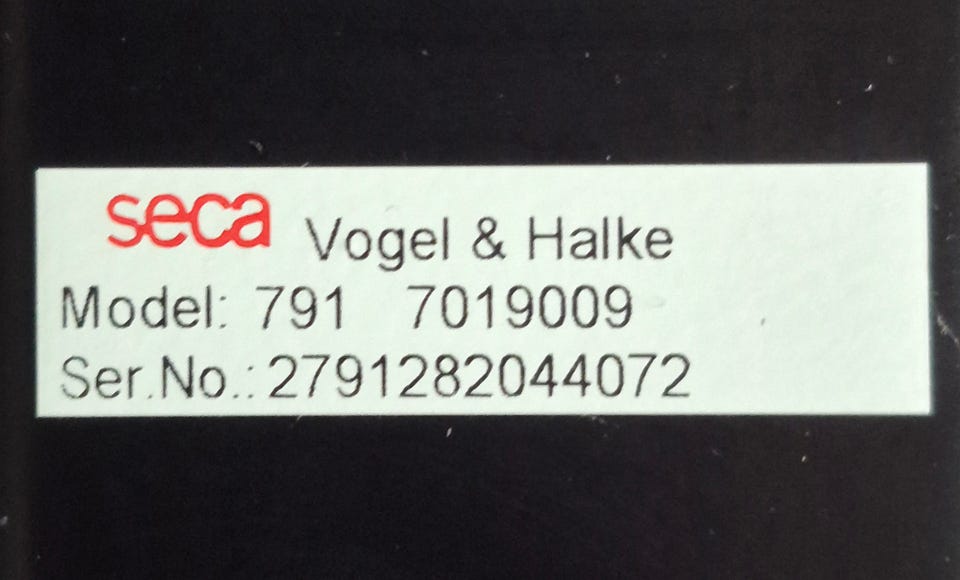 seca Vogel & Halke
Model: 791 7019009
Ser.No.: 2791282044072